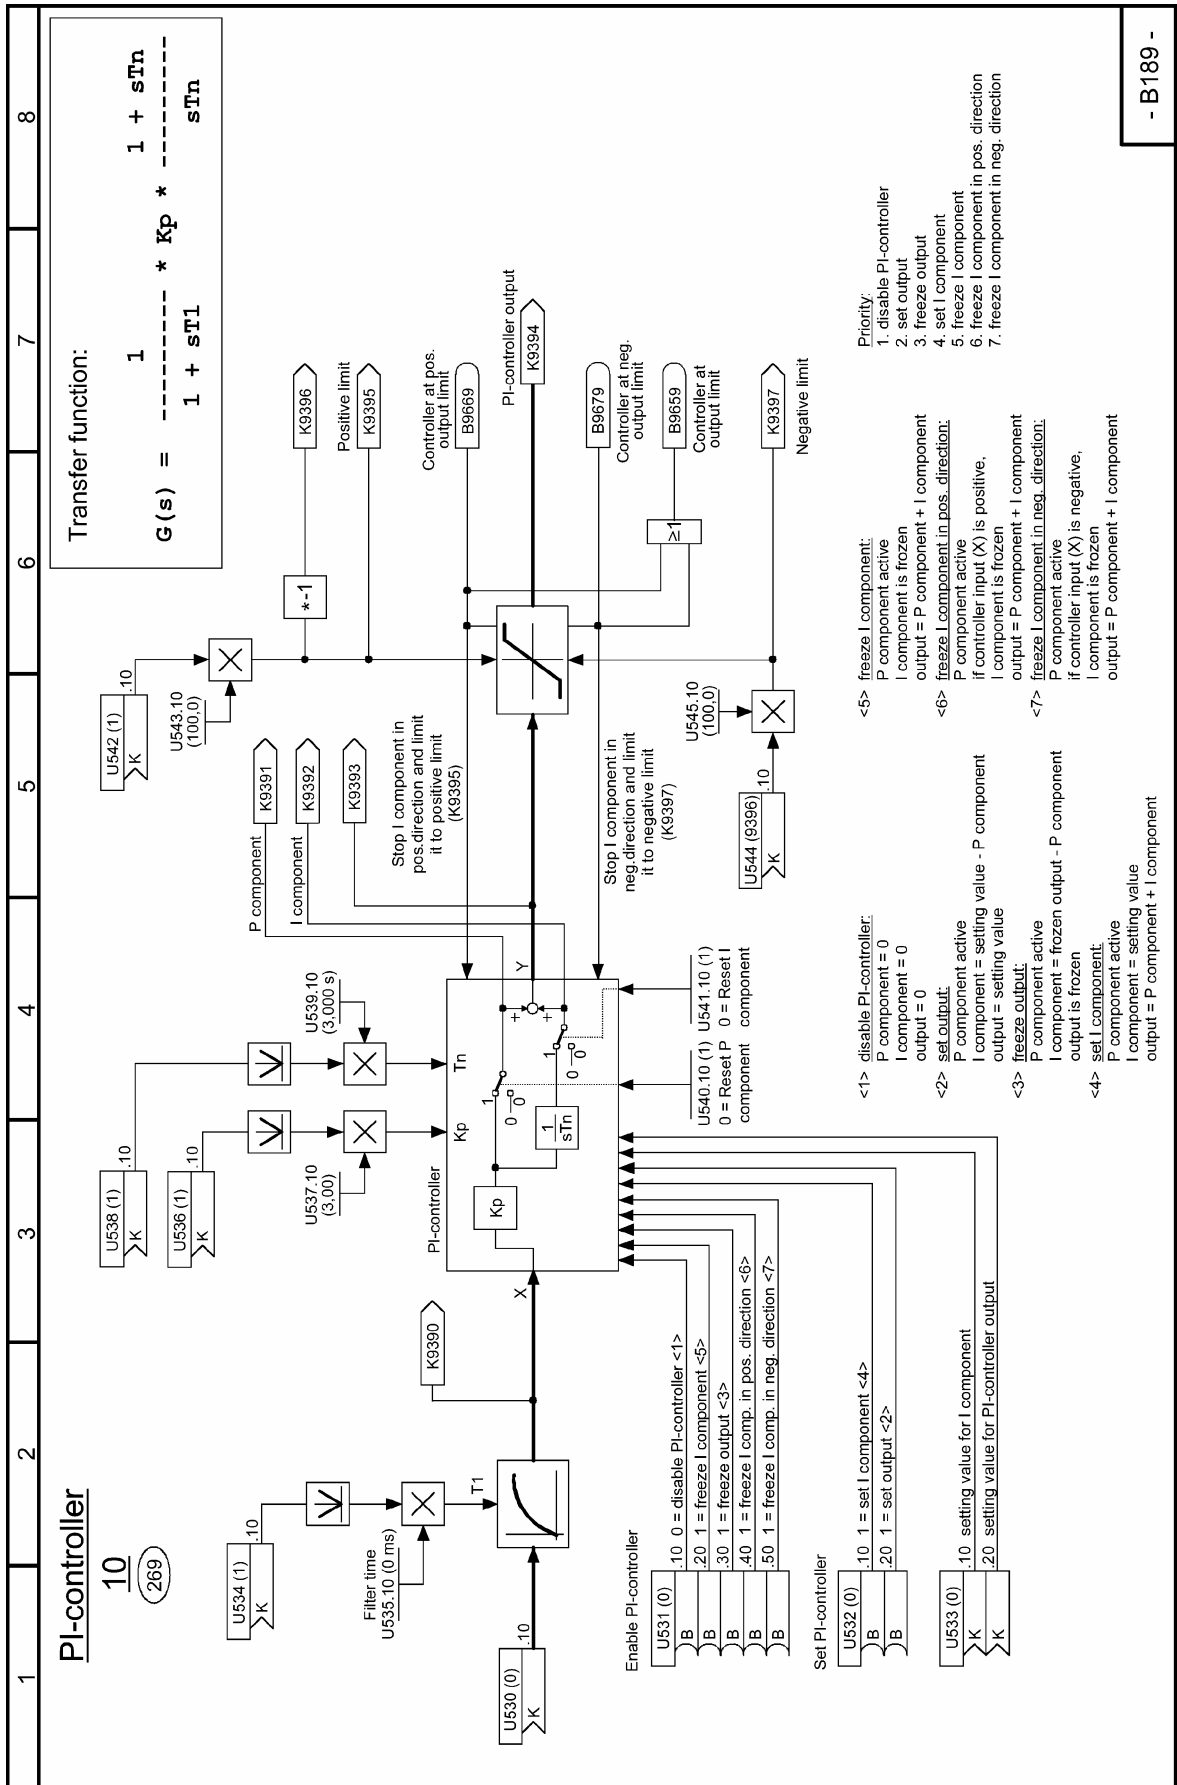 1 2 3 4 5 6 7 8
PI-controller
10
269
Transfer function:
1 1 + sTn
G(s) = -------- * Kp * ---------
1 + sT1 sTn
U534 (1)
K
.10
Filter time
U535.10 (0 ms)
T1
U530 (0)
K
.10
K9390
X
U538 (1)
K
.10
U536 (1)
K
.10
U537.10
(3,00)
U539.10
(3,000 s)
PI-controller
Kp
Tn
Kp
1
sTn
1
0
0
1
0
0
+
+
Y
U540.10 (1)
0 = Reset P
component
U541.10 (1)
0 = Reset I
component
P component
I component
K9391
K9392
K9393
Stop I component in
pos.direction and limit
it to positive limit
(K9395)
Stop I component in
neg.direction and limit
it to negative limit
(K9397)
U542 (1)
K
.10
U543.10
(100,0)
*-1
K9396
Positive limit
K9395
Controller at pos.
output limit
B9669
PI-controller output
K9394
B9679
Controller at neg.
output limit
≥1
B9659
Controller at
output limit
K9397
Negative limit
U545.10
(100,0)
U544 (9396)
K
.10
Enable PI-controller
U531 (0)
B .10 0 = disable PI-controller <1>
B .20 1 = freeze I component <5>
B .30 1 = freeze output <3>
B .40 1 = freeze I comp. in pos. direction <6>
B .50 1 = freeze I comp. in neg. direction <7>
Set PI-controller
U532 (0)
B .10 1 = set I component <4>
B .20 1 = set output <2>
U533 (0)
K .10 setting value for I component
K .20 setting value for PI-controller output
<1> disable PI-controller:
P component = 0
I component = 0
output = 0
<2> set output:
P component active
I component = setting value - P component
output = setting value
<3> freeze output:
P component active
I component = frozen output - P component
output is frozen
<4> set I component:
P component active
I component = setting value
output = P component + I component
<5> freeze I component:
P component active
I component is frozen
output = P component + I component
<6> freeze I component in pos. direction:
P component active
if controller input (X) is positive,
I component is frozen
output = P component + I component
<7> freeze I component in neg. direction:
P component active
if controller input (X) is negative,
I component is frozen
output = P component + I component
Priority:
1. disable PI-controller
2. set output
3. freeze output
4. set I component
5. freeze I component
6. freeze I component in pos. direction
7. freeze I component in neg. direction
- B189 -